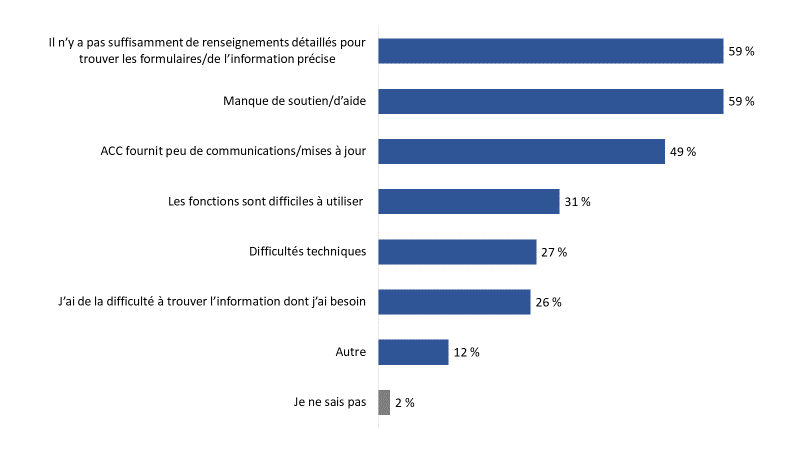 Il n’y a pas suffisamment de renseignements détaillés pour
trouver les formulaires/de l’information précise
59 %
Manque de soutien/d’aide
59 %
ACC fournit peu de communications/mises à jour
49 %
Les fonctions sont difficiles à utiliser
31 %
Difficultés techniques
27 %
J’ai de la difficulté à trouver l’information dont j’ai besoin
26 %
Autre
12 %
Je ne sais pas
2 %